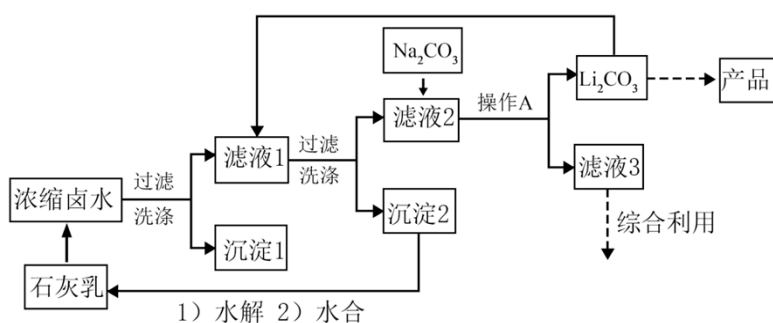 Na₂CO₃
Li₂CO₃
产品
操作A
滤液1
过滤
洗涤
滤液2
滤液3
浓缩卤水
过滤
洗涤
沉淀2
综合利用
沉淀1
石灰乳
1）水解 2）水合